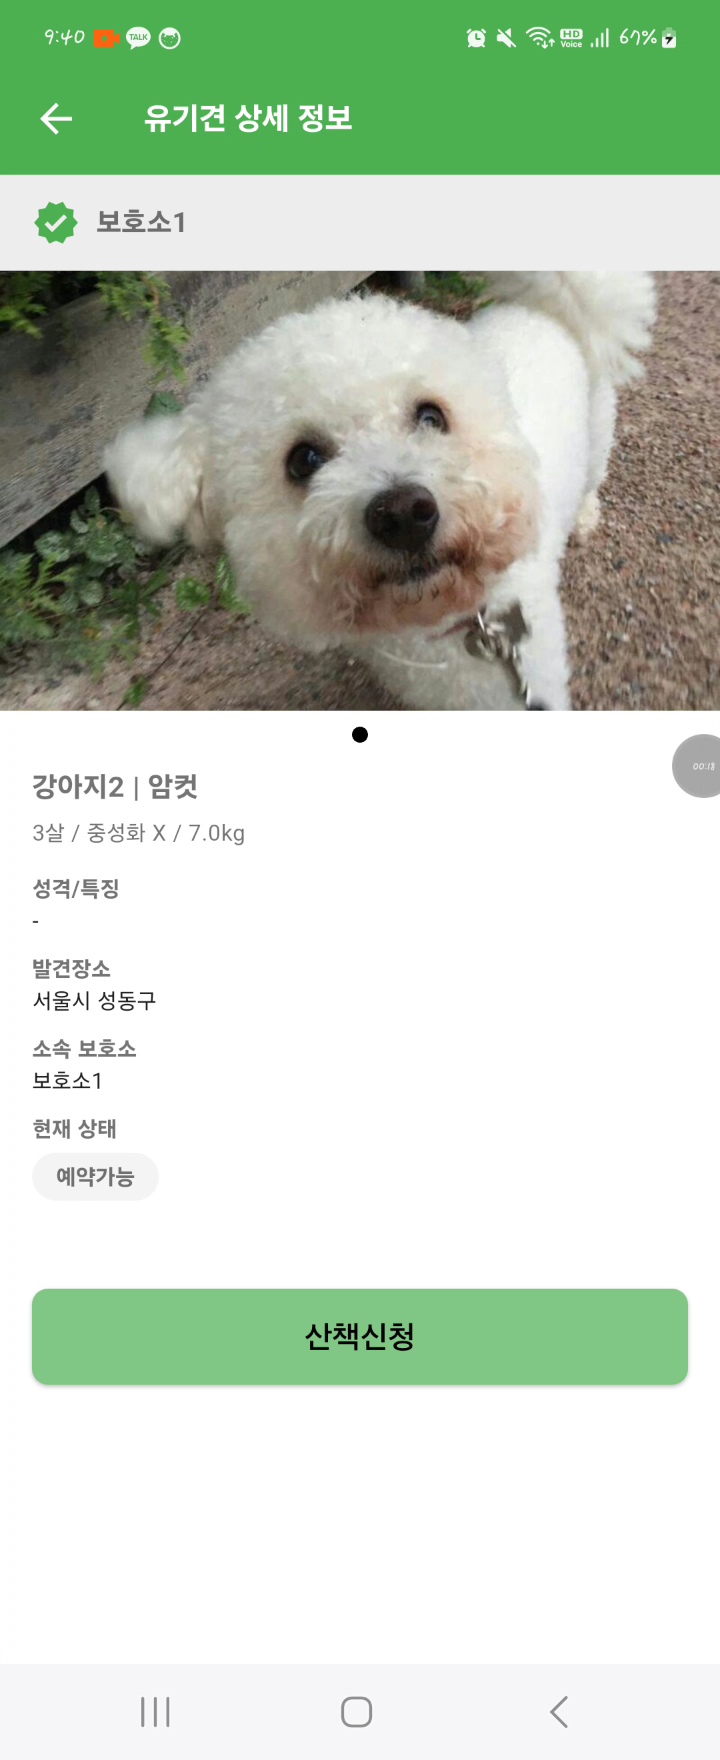 9:40 TALK HD Voice 67%
유기견 상세 정보
보호소1
00:18
강아지2 | 암컷
3살 / 중성화 X / 7.0kg
성격/특징
-
발견장소
서울시 성동구
소속 보호소
보호소1
현재 상태
예약가능
산책신청